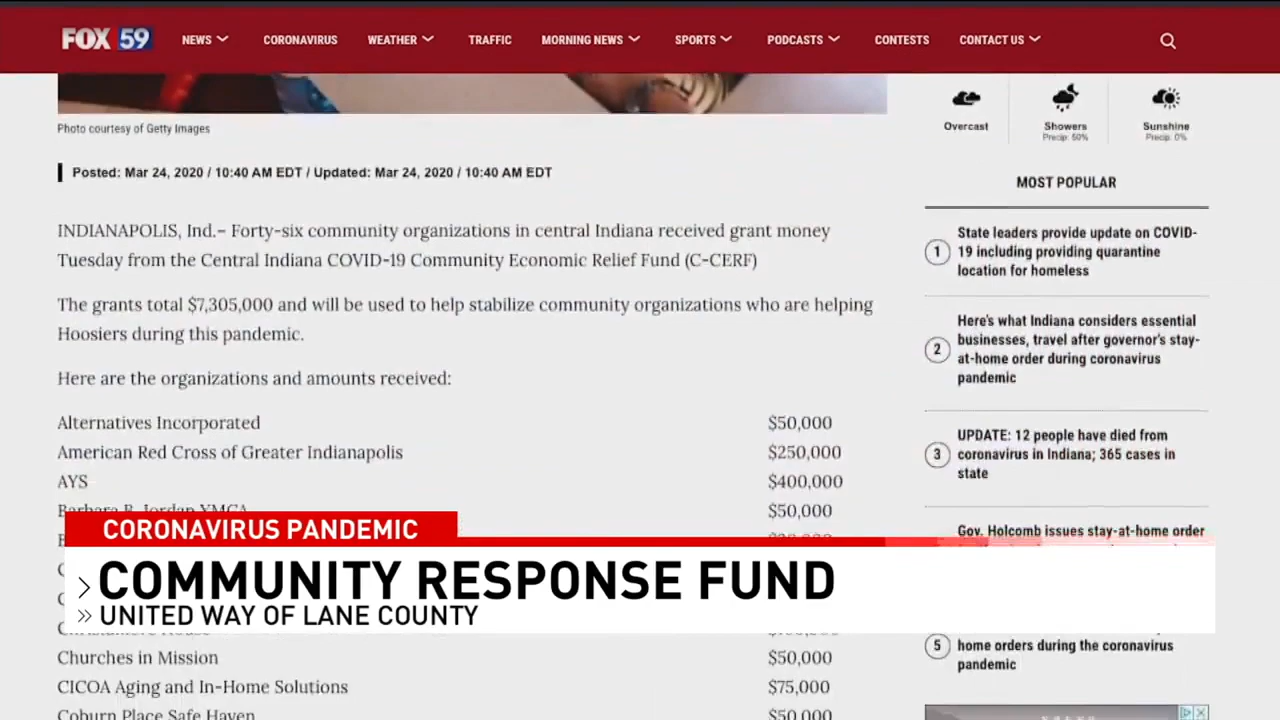 FOX 59 NEWS CORONAVIRUS WEATHER TRAFFIC MORNING NEWS SPORTS PODCASTS CONTESTS CONTACT US
Photo courtesy of Getty Images
Posted: Mar 24, 2020 / 10:40 AM EDT / Updated: Mar 24, 2020 / 10:40 AM EDT
INDIANAPOLIS, Ind.– Forty-six community organizations in central Indiana received grant money
Tuesday from the Central Indiana COVID-19 Community Economic Relief Fund (C-CERF)
The grants total $7,305,000 and will be used to help stabilize community organizations who are helping
Hoosiers during this pandemic.
Here are the organizations and amounts received:
Alternatives Incorporated $50,000
American Red Cross of Greater Indianapolis $250,000
AYS $400,000
Barbara B. Jordan YMCA $50,000
CORONAVIRUS PANDEMIC
COMMUNITY RESPONSE FUND
UNITED WAY OF LANE COUNTY
Churches in Mission $50,000
CICOA Aging and In-Home Solutions $75,000
Coburn Place Safe Haven $50,000
Overcast
Showers
Precip: 50%
Sunshine
Precip: 0%
MOST POPULAR
1
State leaders provide update on COVID-
19 including providing quarantine
location for homeless
2
Here's what Indiana considers essential
businesses, travel after governor's stay-
at-home order during coronavirus
pandemic
3
UPDATE: 12 people have died from
coronavirus in Indiana; 365 cases in
state
Gov. Holcomb issues stay-at-home order
5
home orders during the coronavirus
pandemic